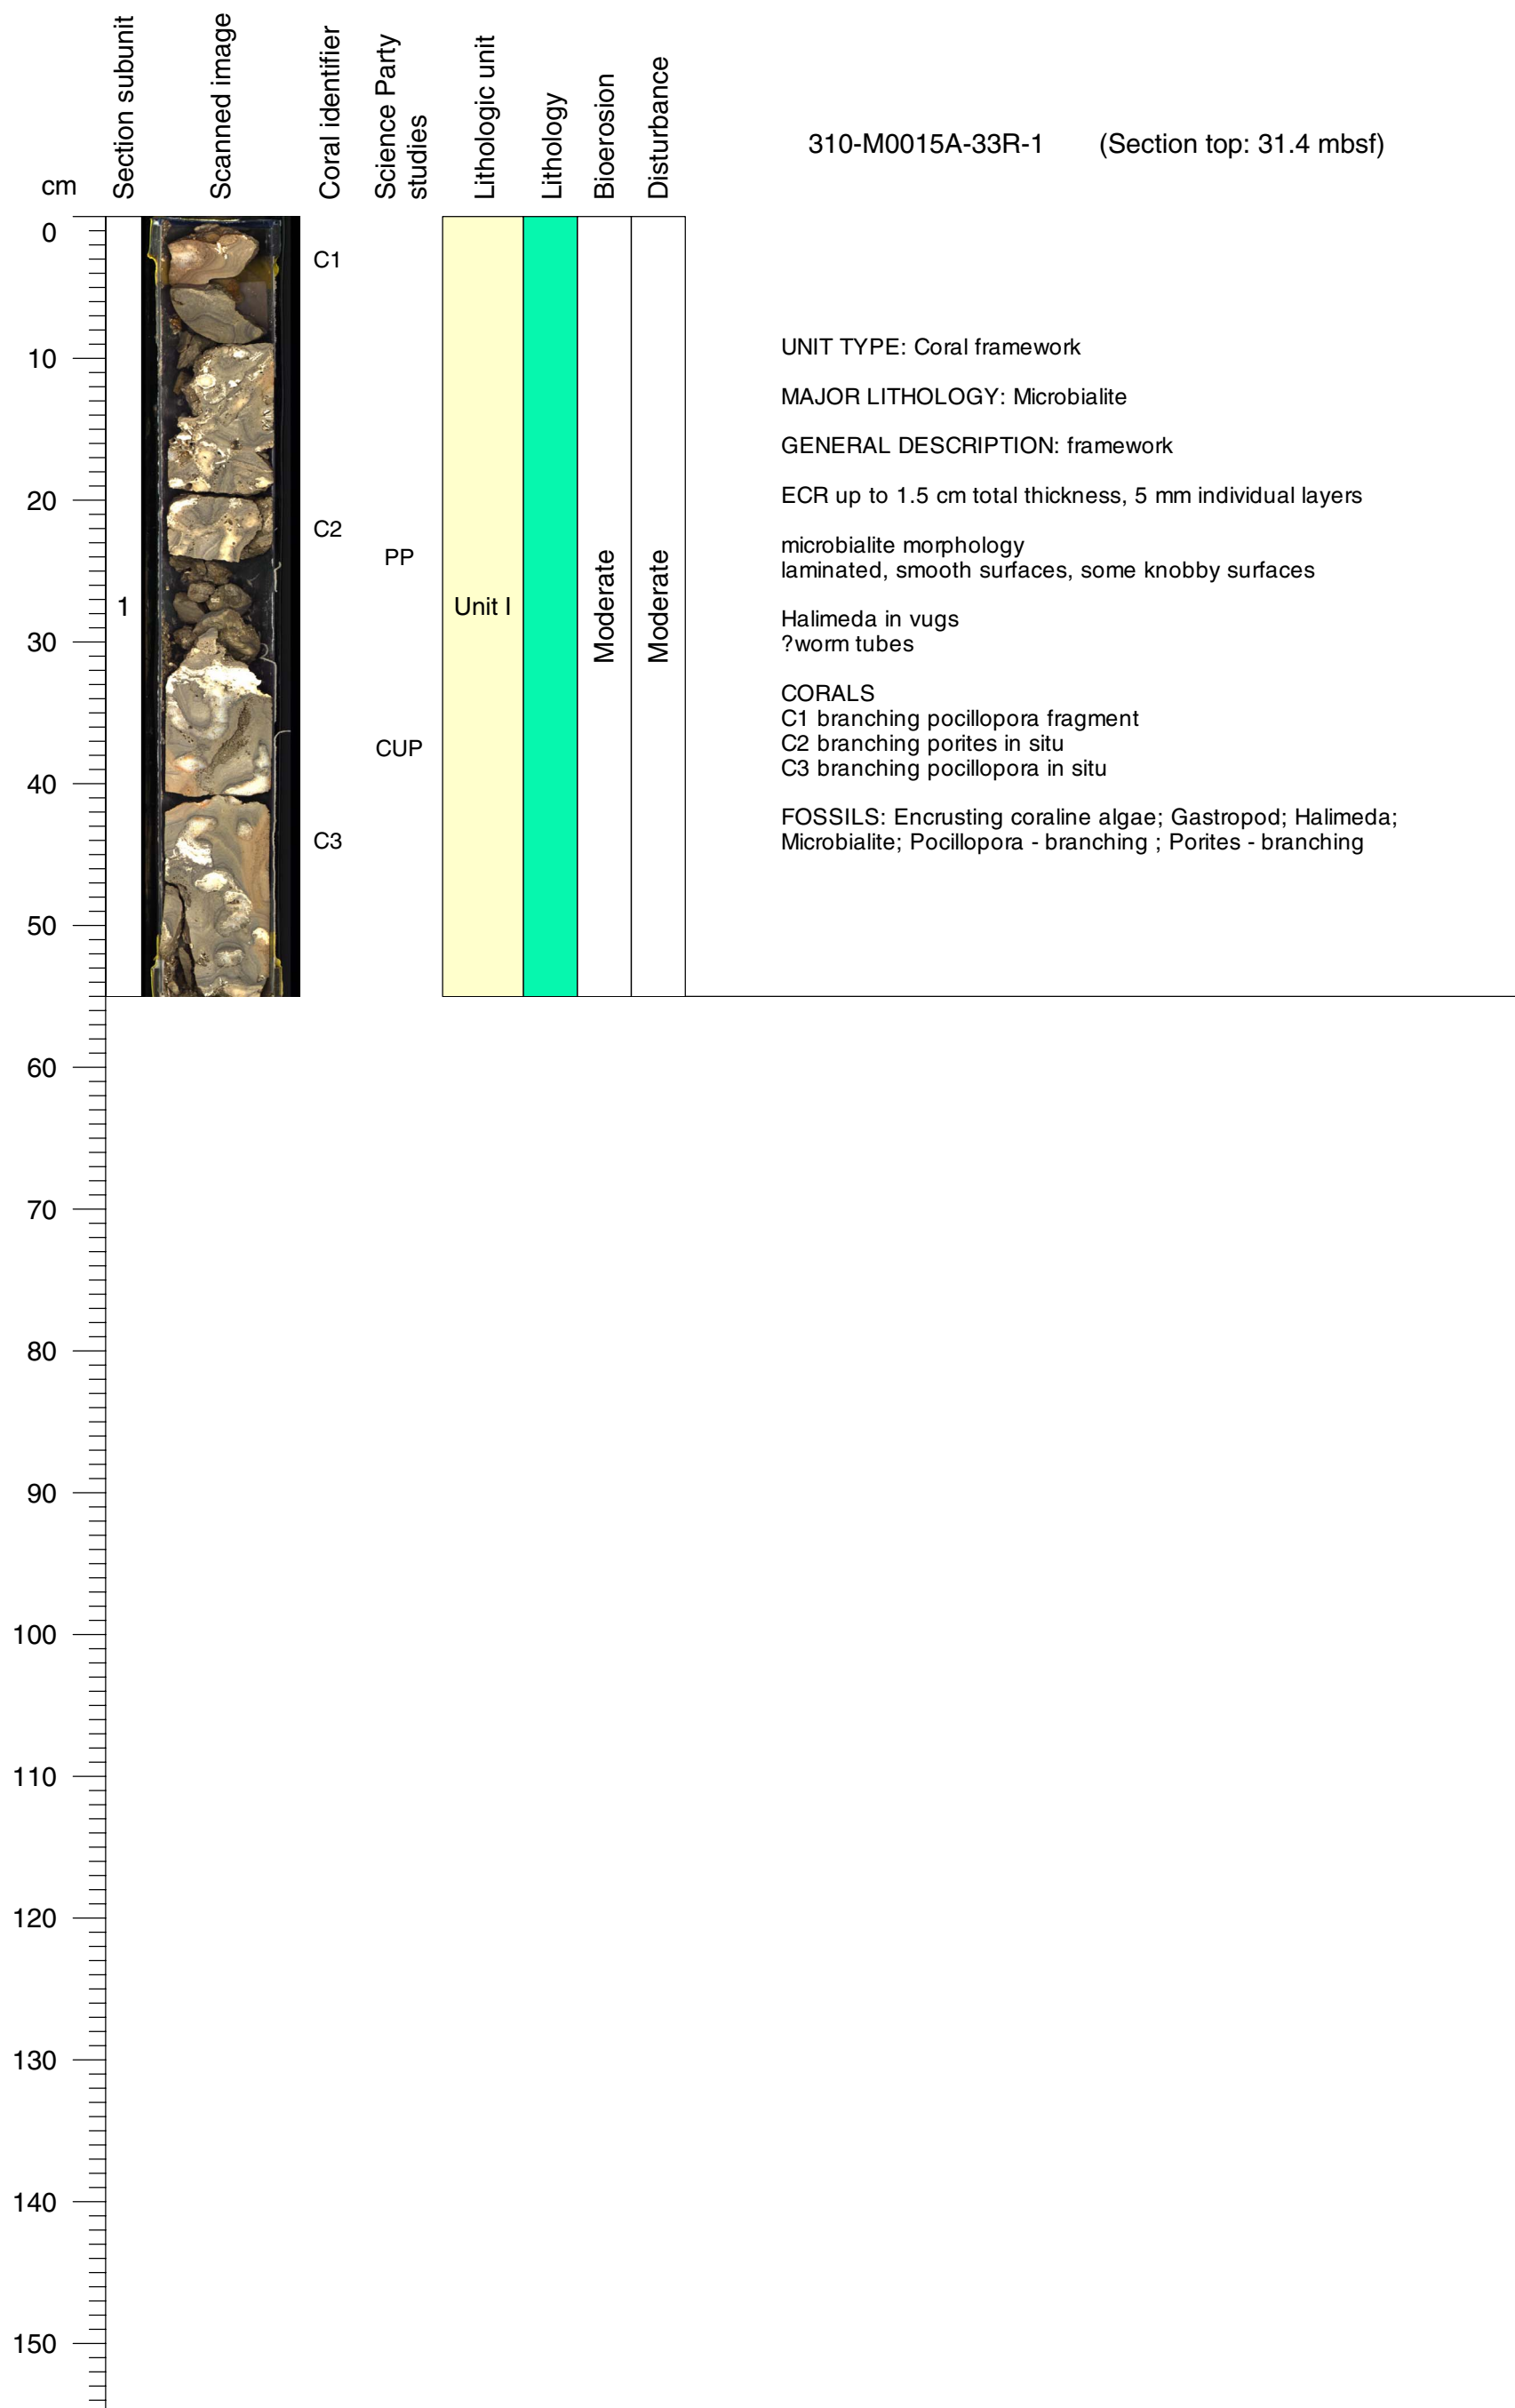 Section subunit
Scanned image
Coral identifier
Science Party
studies
Lithologic unit
Lithology
Bioerosion
Disturbance
310-M0015A-33R-1 (Section top: 31.4 mbsf)
cm
0
10
20
30
40
50
60
70
80
90
100
110
120
130
140
150
1
C1
C2
C3
PP
CUP
Unit I
Moderate
Moderate
UNIT TYPE: Coral framework
MAJOR LITHOLOGY: Microbialite
GENERAL DESCRIPTION: framework
ECR up to 1.5 cm total thickness, 5 mm individual layers
microbialite morphology
laminated, smooth surfaces, some knobby surfaces
Halimeda in vugs
?worm tubes
CORALS
C1 branching pocillopora fragment
C2 branching porites in situ
C3 branching pocillopora in situ
FOSSILS: Encrusting coraline algae; Gastropod; Halimeda;
Microbialite; Pocillopora - branching ; Porites - branching